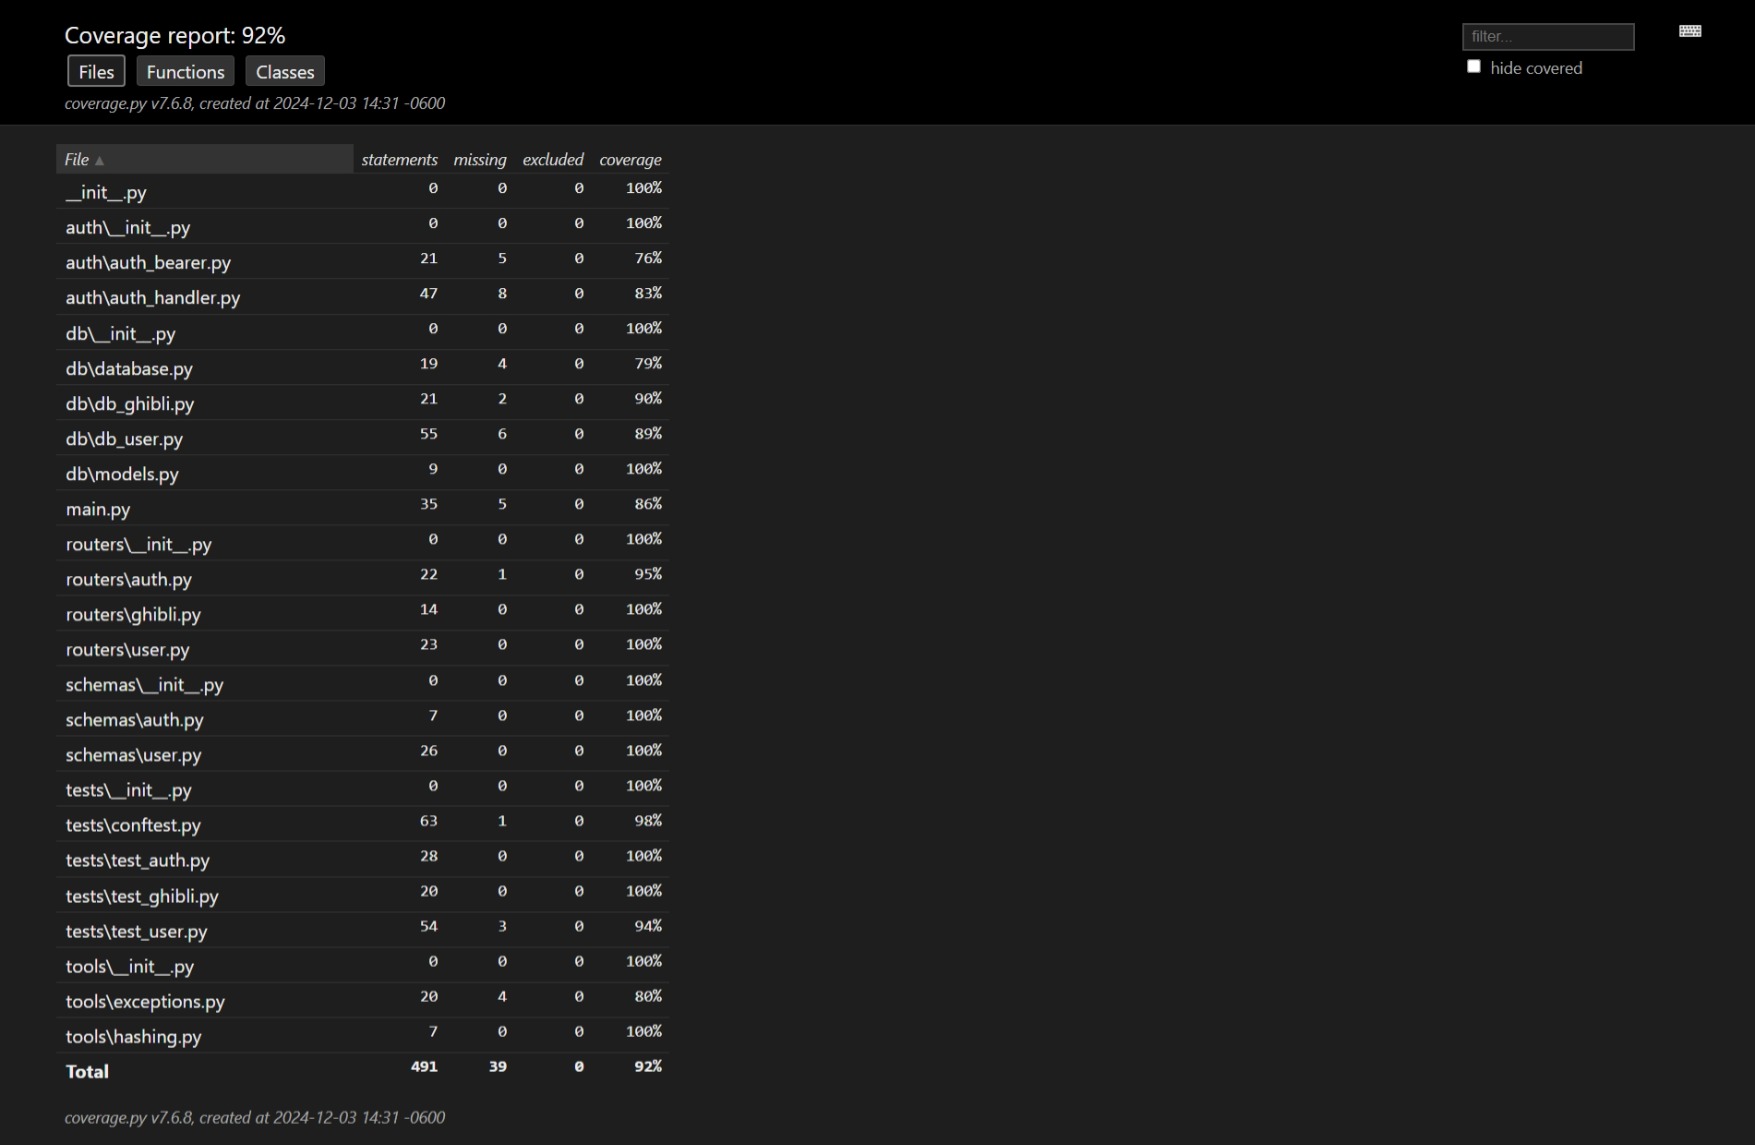 Coverage report: 92%
filter...
Files Functions Classes
hide covered
coverage.py v7.6.8, created at 2024-12-03 14:31 -0600
File ▲ statements missing excluded coverage
__init__.py 0 0 0 100%
auth\__init__.py 0 0 0 100%
auth\auth_bearer.py 21 5 0 76%
auth\auth_handler.py 47 8 0 83%
db\__init__.py 0 0 0 100%
db\database.py 19 4 0 79%
db\db_ghibli.py 21 2 0 90%
db\db_user.py 55 6 0 89%
db\models.py 9 0 0 100%
main.py 35 5 0 86%
routers\__init__.py 0 0 0 100%
routers\auth.py 22 1 0 95%
routers\ghibli.py 14 0 0 100%
routers\user.py 23 0 0 100%
schemas\__init__.py 0 0 0 100%
schemas\auth.py 7 0 0 100%
schemas\user.py 26 0 0 100%
tests\__init__.py 0 0 0 100%
tests\conftest.py 63 1 0 98%
tests\test_auth.py 28 0 0 100%
tests\test_ghibli.py 20 0 0 100%
tests\test_user.py 54 3 0 94%
tools\__init__.py 0 0 0 100%
tools\exceptions.py 20 4 0 80%
tools\hashing.py 7 0 0 100%
Total 491 39 0 92%
coverage.py v7.6.8, created at 2024-12-03 14:31 -0600